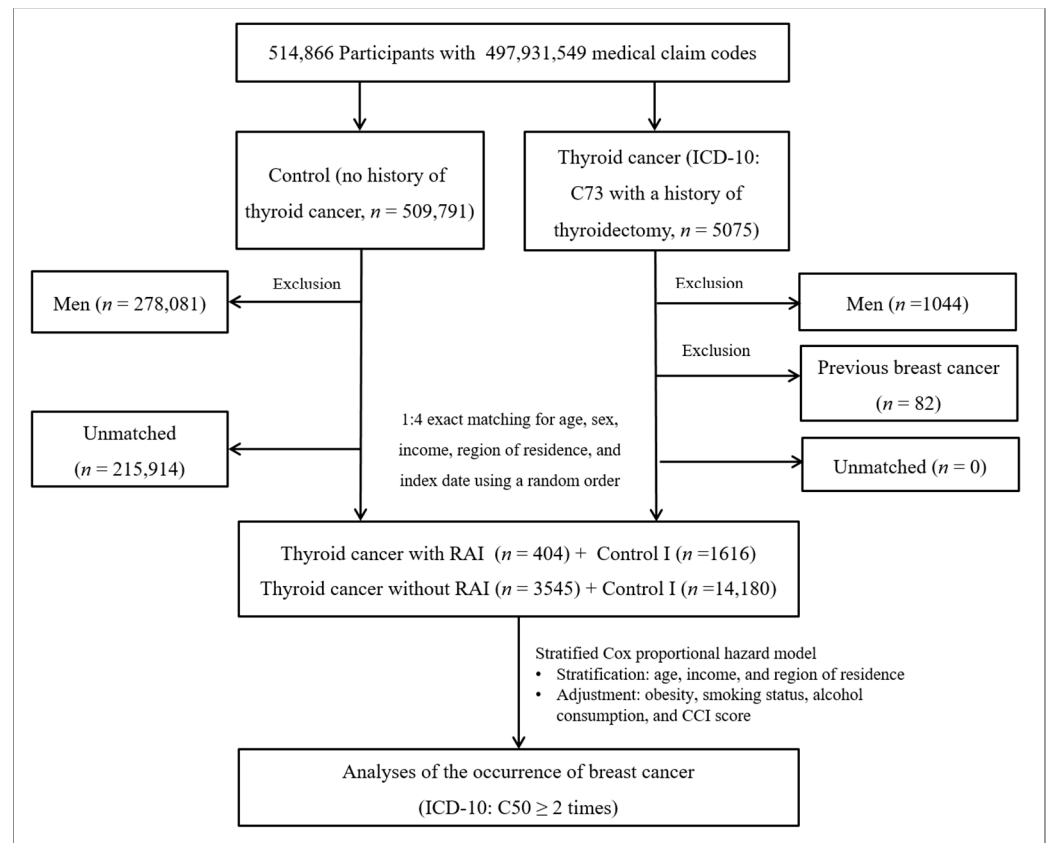 514,866 Participants with 497,931,549 medical claim codes
Control (no history of
thyroid cancer, n = 509,791)
Thyroid cancer (ICD-10:
C73 with a history of
thyroidectomy, n = 5075)
Exclusion
Men (n = 278,081)
Exclusion
Men (n =1044)
Exclusion
Previous breast cancer
(n = 82)
Unmatched
(n = 215,914)
1:4 exact matching for age, sex,
income, region of residence, and
index date using a random order
Unmatched (n = 0)
Thyroid cancer with RAI (n = 404) + Control I (n =1616)
Thyroid cancer without RAI (n = 3545) + Control I (n =14,180)
Stratified Cox proportional hazard model
• Stratification: age, income, and region of residence
• Adjustment: obesity, smoking status, alcohol
consumption, and CCI score
Analyses of the occurrence of breast cancer
(ICD-10: C50 ≥ 2 times)